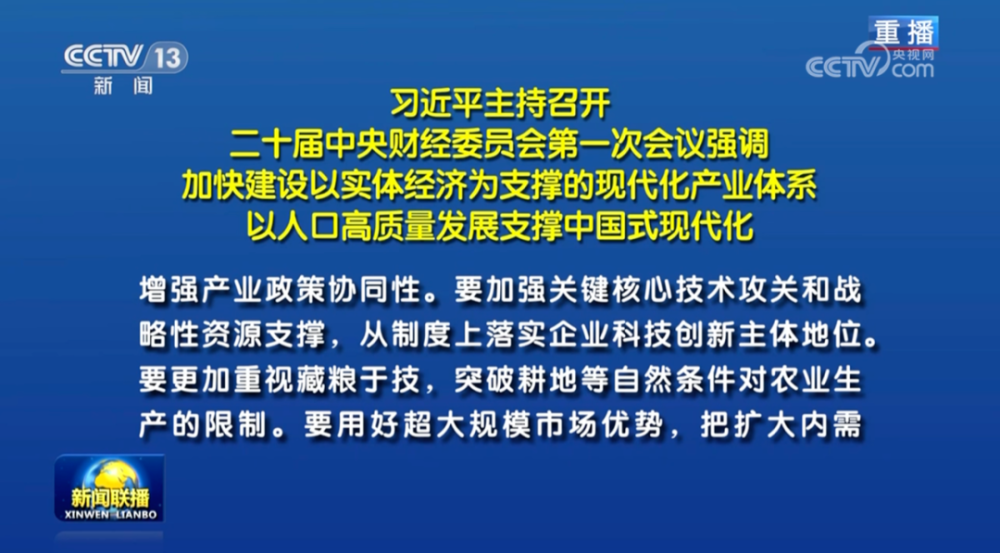 CCTV 13
新闻
重播
央视网
CCTV.com
习近平主持召开
二十届中央财经委员会第一次会议强调
加快建设以实体经济为支撑的现代化产业体系
以人口高质量发展支撑中国式现代化
增强产业政策协同性。要加强关键核心技术攻关和战
略性资源支撑，从制度上落实企业科技创新主体地位。
要更加重视藏粮于技，突破耕地等自然条件对农业生
产的限制。要用好超大规模市场优势，把扩大内需
新闻联播
XINWEN LIANBO